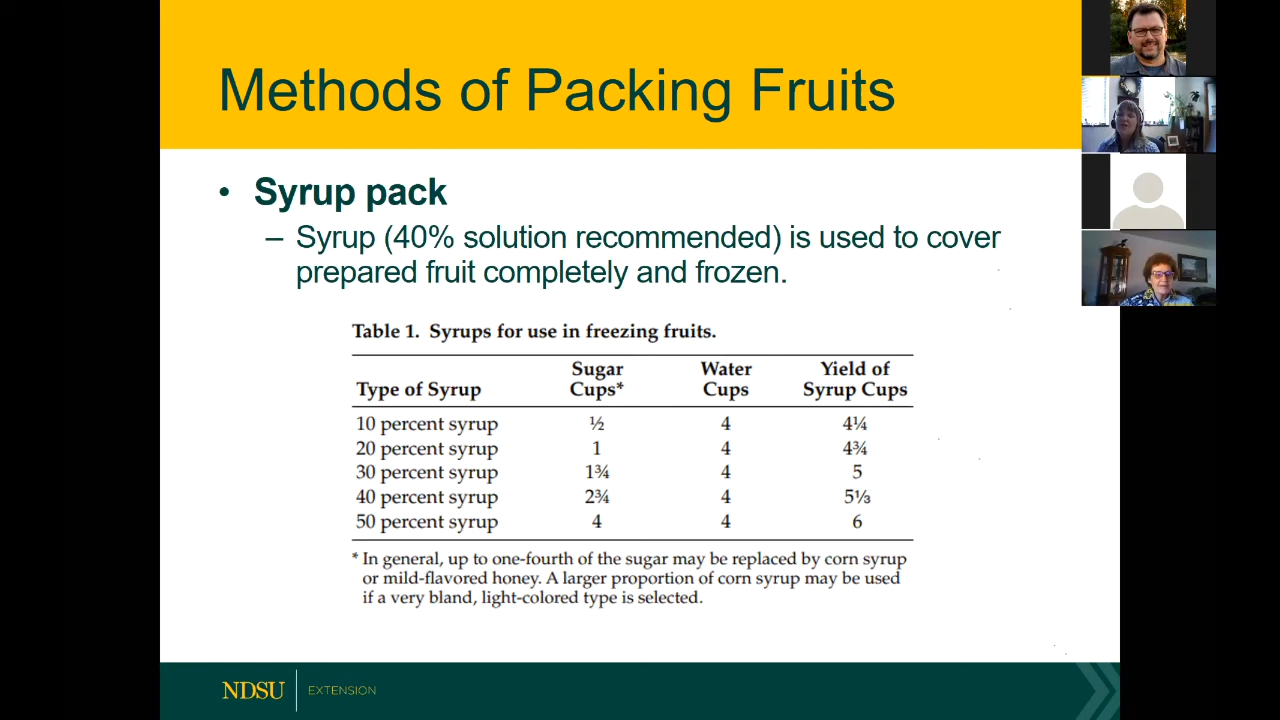 Methods of Packing Fruits
• Syrup pack
– Syrup (40% solution recommended) is used to cover
prepared fruit completely and frozen.
Table 1. Syrups for use in freezing fruits.
Type of Syrup Sugar Cups* Water Cups Yield of Syrup Cups
10 percent syrup ½ 4 4¼
20 percent syrup 1 4 4¾
30 percent syrup 1¾ 4 5
40 percent syrup 2¾ 4 5⅓
50 percent syrup 4 4 6
* In general, up to one-fourth of the sugar may be replaced by corn syrup
or mild-flavored honey. A larger proportion of corn syrup may be used
if a very bland, light-colored type is selected.
NDSU EXTENSION